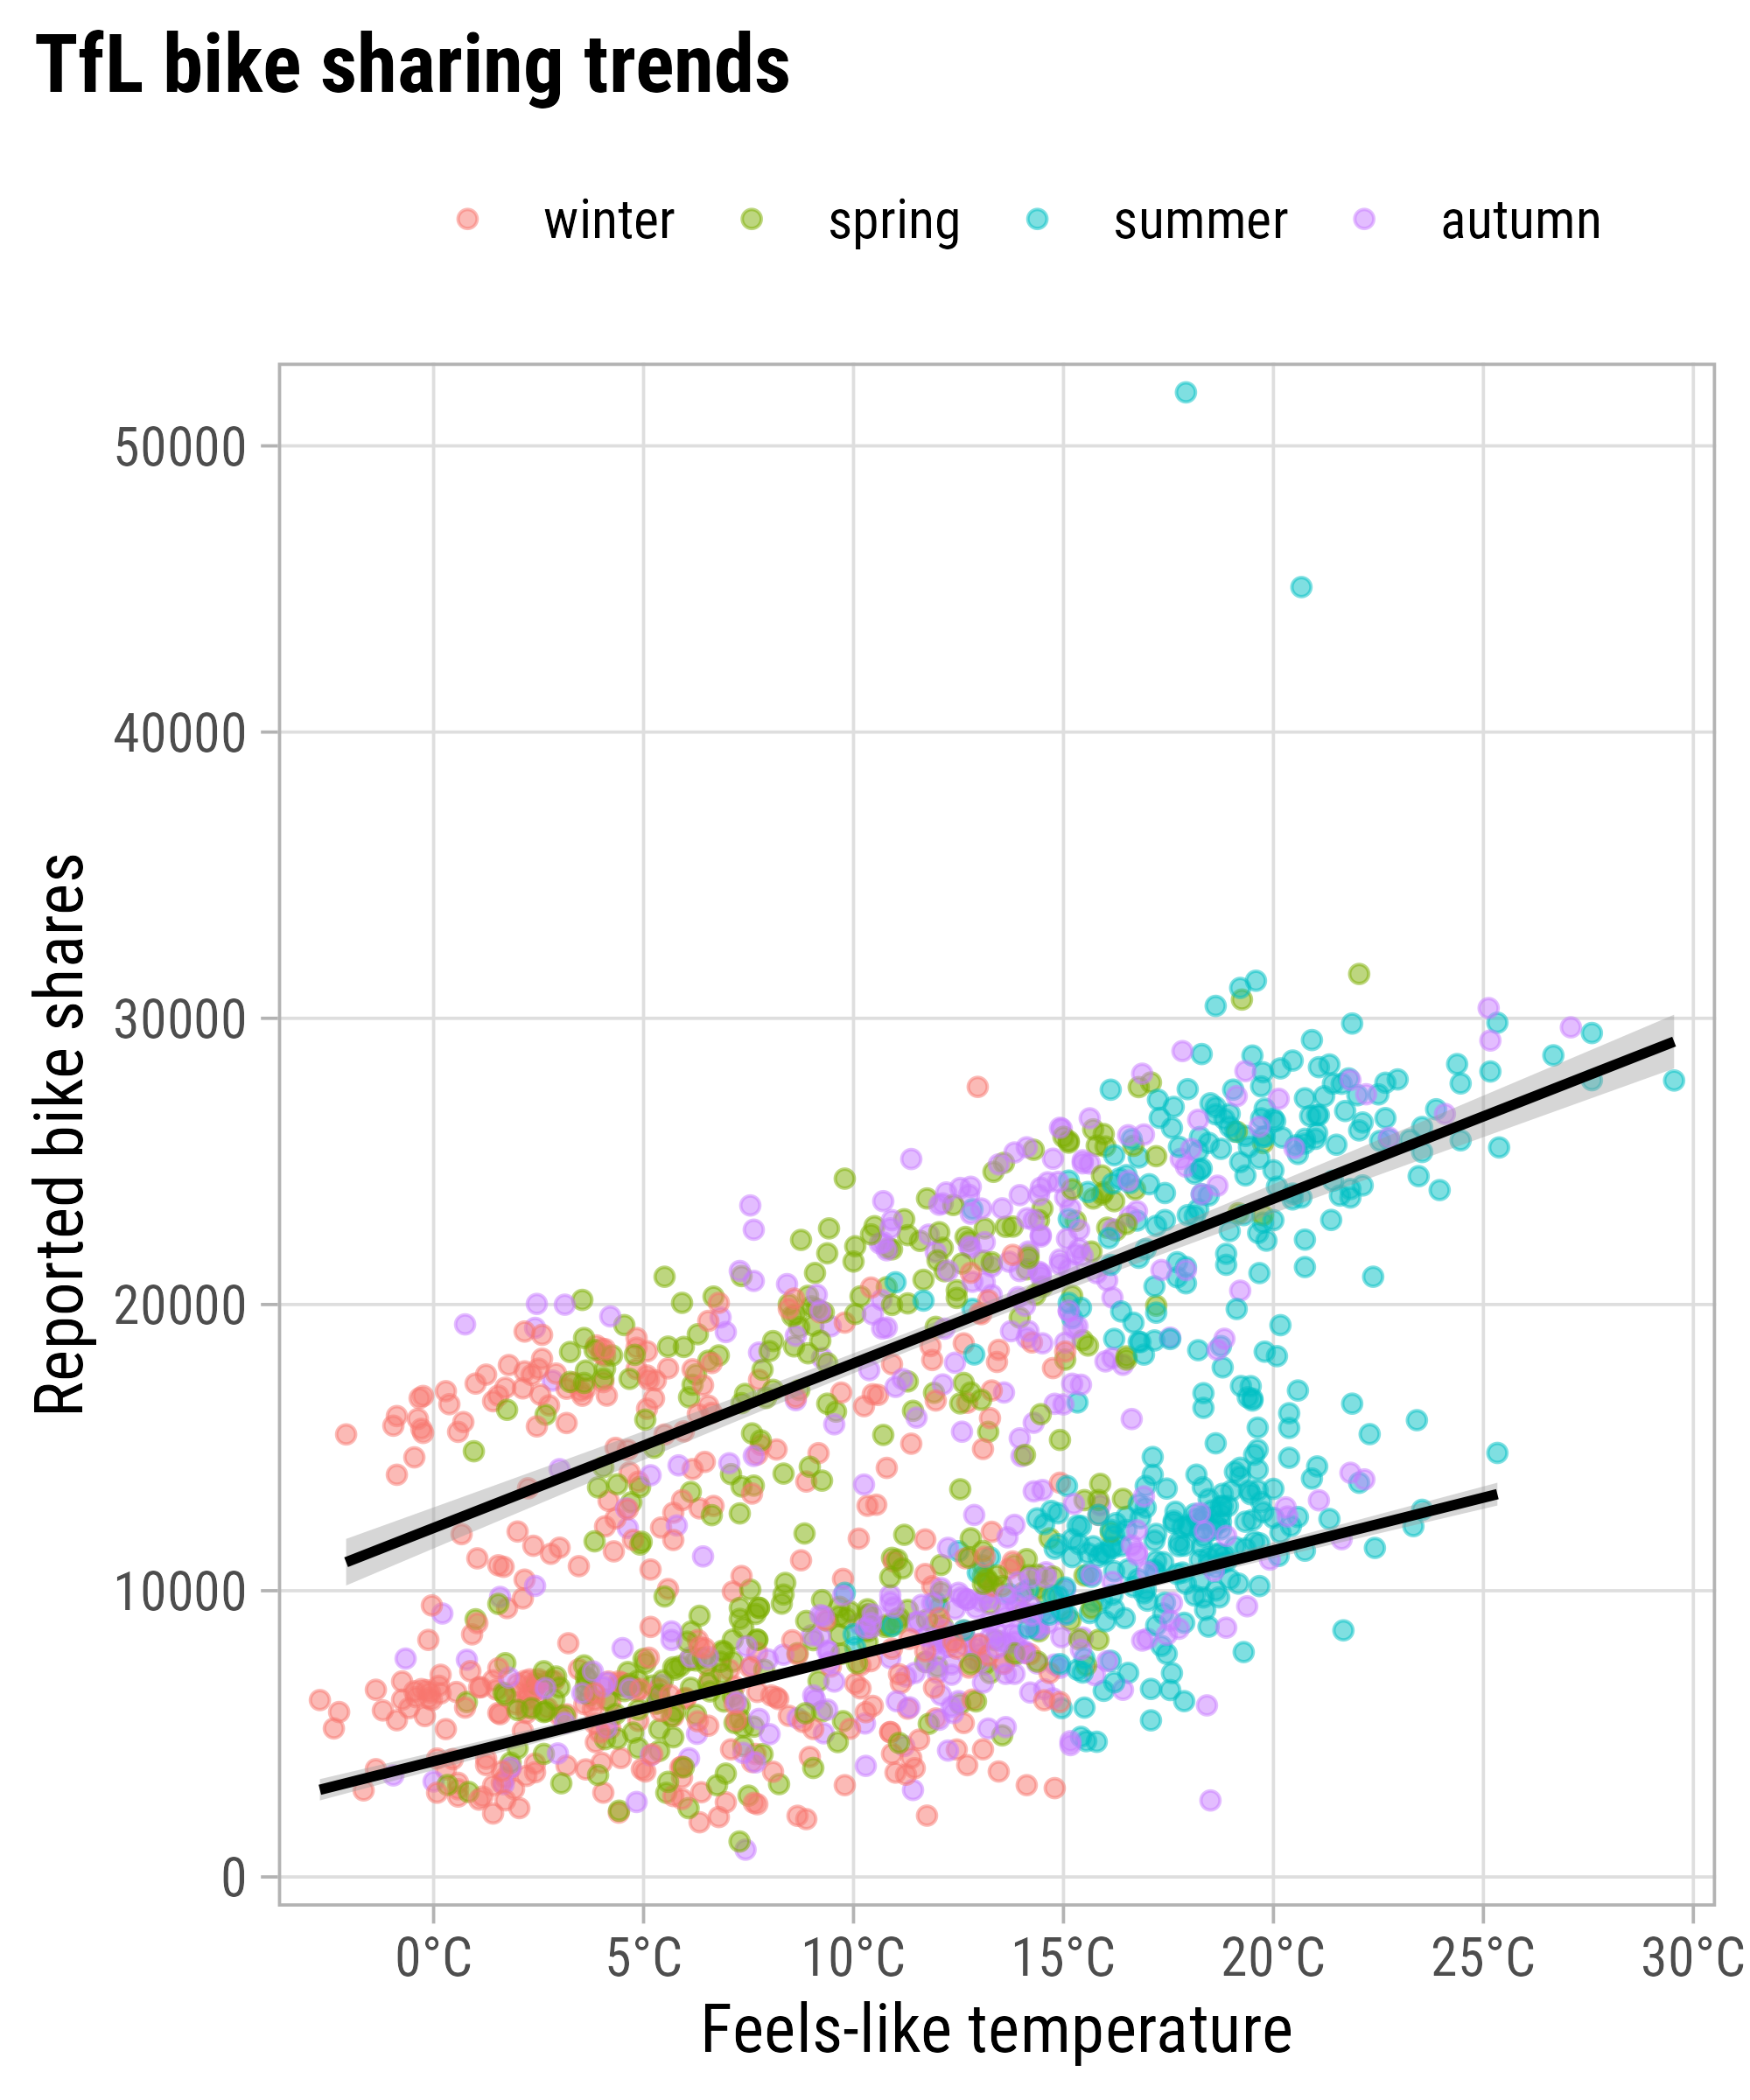 TfL bike sharing trends
winter spring summer autumn
50000
40000
30000
20000
10000
0
Reported bike shares
0°C 5°C 10°C 15°C 20°C 25°C 30°C
Feels-like temperature